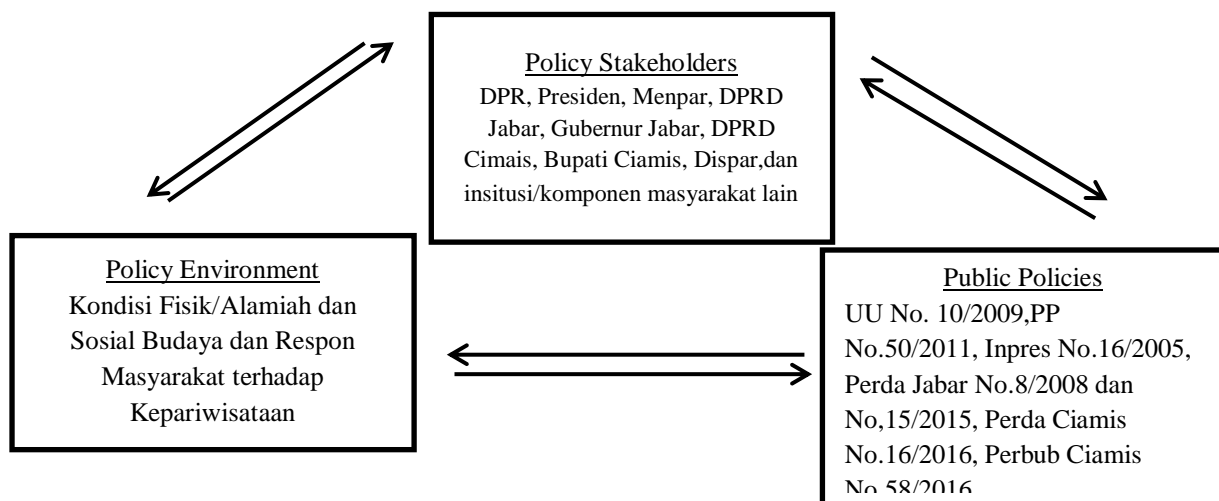 Policy Stakeholders
DPR, Presiden, Menpar, DPRD
Jabar, Gubernur Jabar, DPRD
Cimais, Bupati Ciamis, Dispar,dan
insitusi/komponen masyarakat lain
Policy Environment
Kondisi Fisik/Alamiah dan
Sosial Budaya dan Respon
Masyarakat terhadap
Kepariwisataan
Public Policies
UU No. 10/2009,PP
No.50/2011, Inpres No.16/2005,
Perda Jabar No.8/2008 dan
No,15/2015, Perda Ciamis
No.16/2016, Perbub Ciamis
No.58/2016